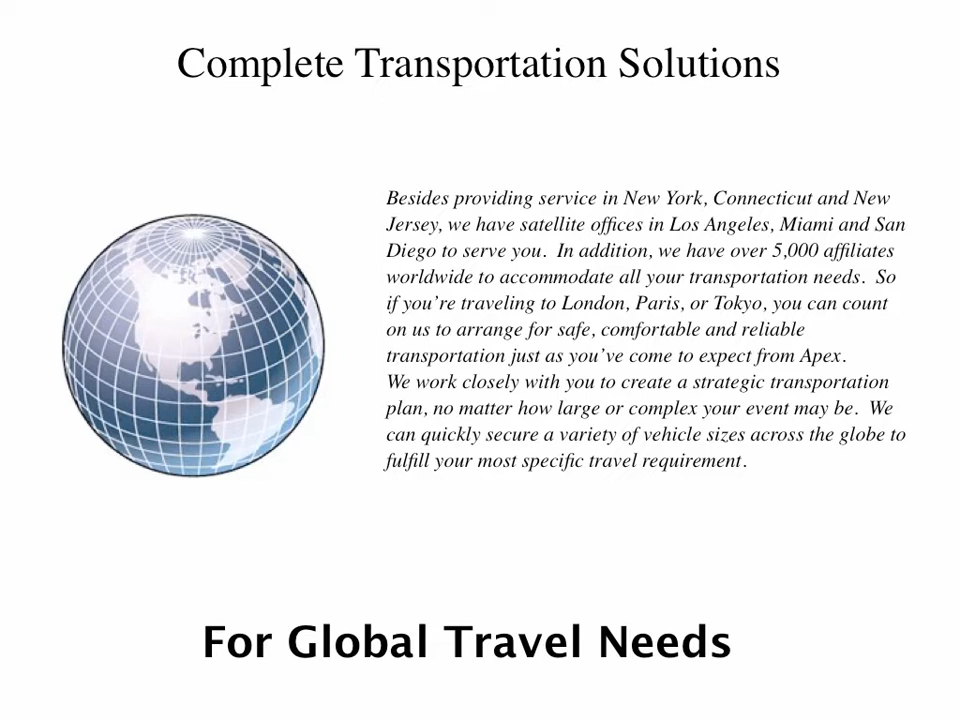 Complete Transportation Solutions
Besides providing service in New York, Connecticut and New
Jersey, we have satellite offices in Los Angeles, Miami and San
Diego to serve you.  In addition, we have over 5,000 affiliates
worldwide to accommodate all your transportation needs.  So
if you’re traveling to London, Paris, or Tokyo, you can count
on us to arrange for safe, comfortable and reliable
transportation just as you’ve come to expect from Apex.
We work closely with you to create a strategic transportation
plan, no matter how large or complex your event may be.  We
can quickly secure a variety of vehicle sizes across the globe to
fulfill your most specific travel requirement.
For Global Travel Needs